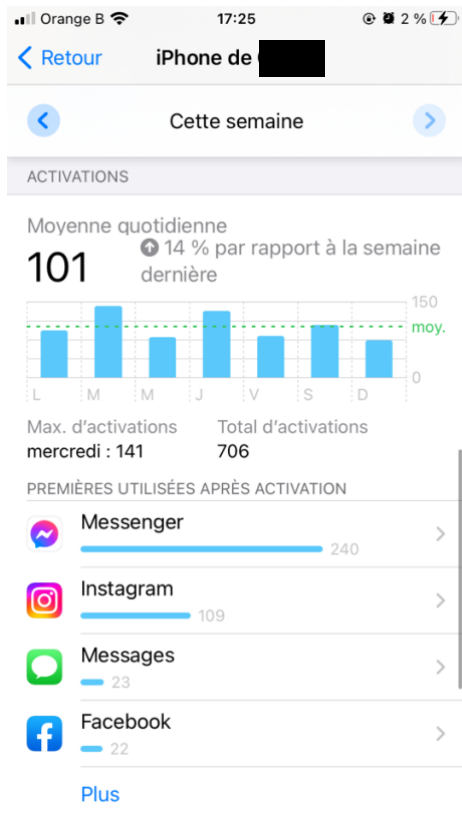 Orange B 17:25 2 %
Retour iPhone de
Cette semaine
ACTIVATIONS
Moyenne quotidienne
101 14 % par rapport à la semaine
dernière
150
moy.
0
L M M J V S D
Max. d'activations Total d'activations
mercredi : 141 706
PREMIÈRES UTILISÉES APRÈS ACTIVATION
Messenger
240
Instagram
109
Messages
23
Facebook
22
Plus